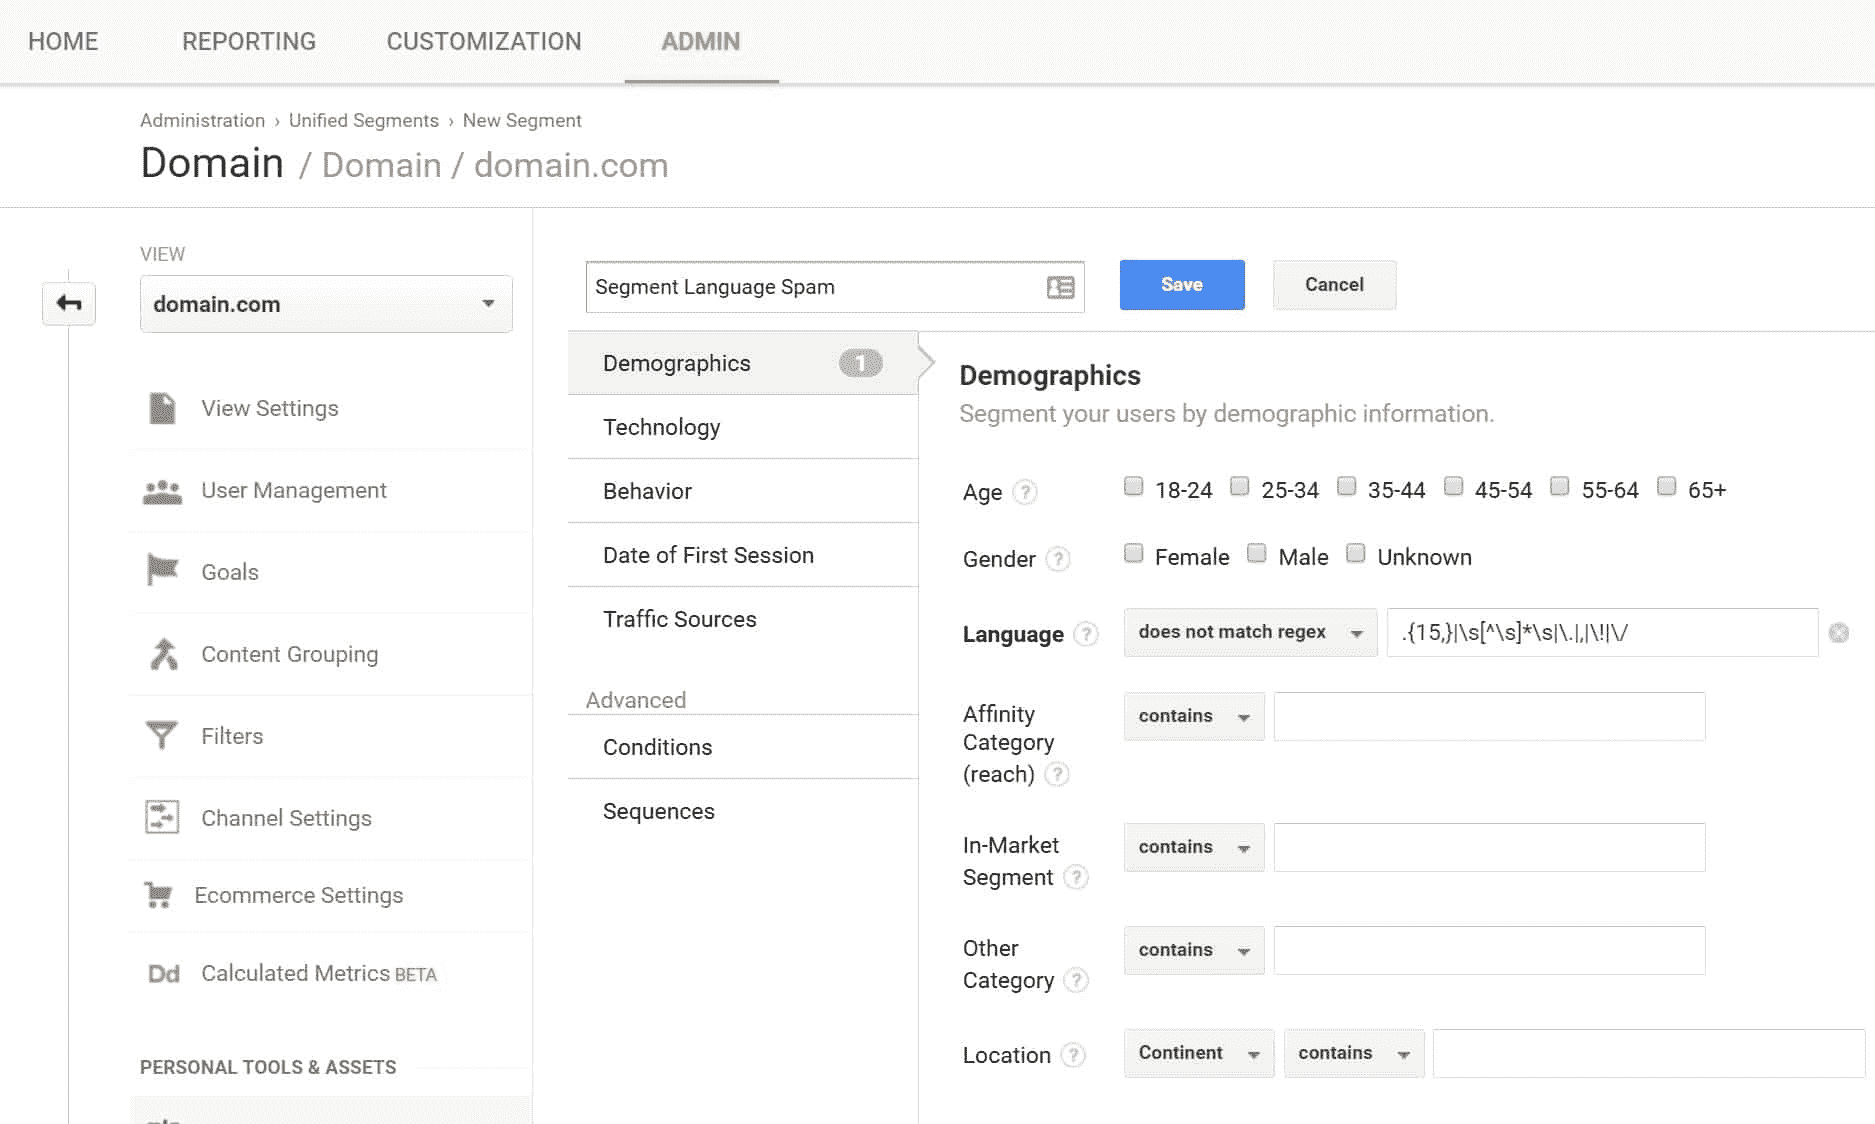 HOME REPORTING CUSTOMIZATION ADMIN
Administration › Unified Segments › New Segment
Domain / Domain / domain.com
VIEW
domain.com
View Settings
User Management
Goals
Content Grouping
Filters
Channel Settings
Ecommerce Settings
Dd Calculated Metrics BETA
PERSONAL TOOLS & ASSETS
Segment Language Spam
Save
Cancel
Demographics 1
Technology
Behavior
Date of First Session
Traffic Sources
Advanced
Conditions
Sequences
Demographics
Segment your users by demographic information.
Age ? 18-24 25-34 35-44 45-54 55-64 65+
Gender ? Female Male Unknown
Language ? does not match regex .{15,}|\s[^\s]*\s|\.|,|\!|\/
Affinity
Category
(reach) ?
contains
In-Market
Segment ?
contains
Other
Category ?
contains
Location ? Continent contains